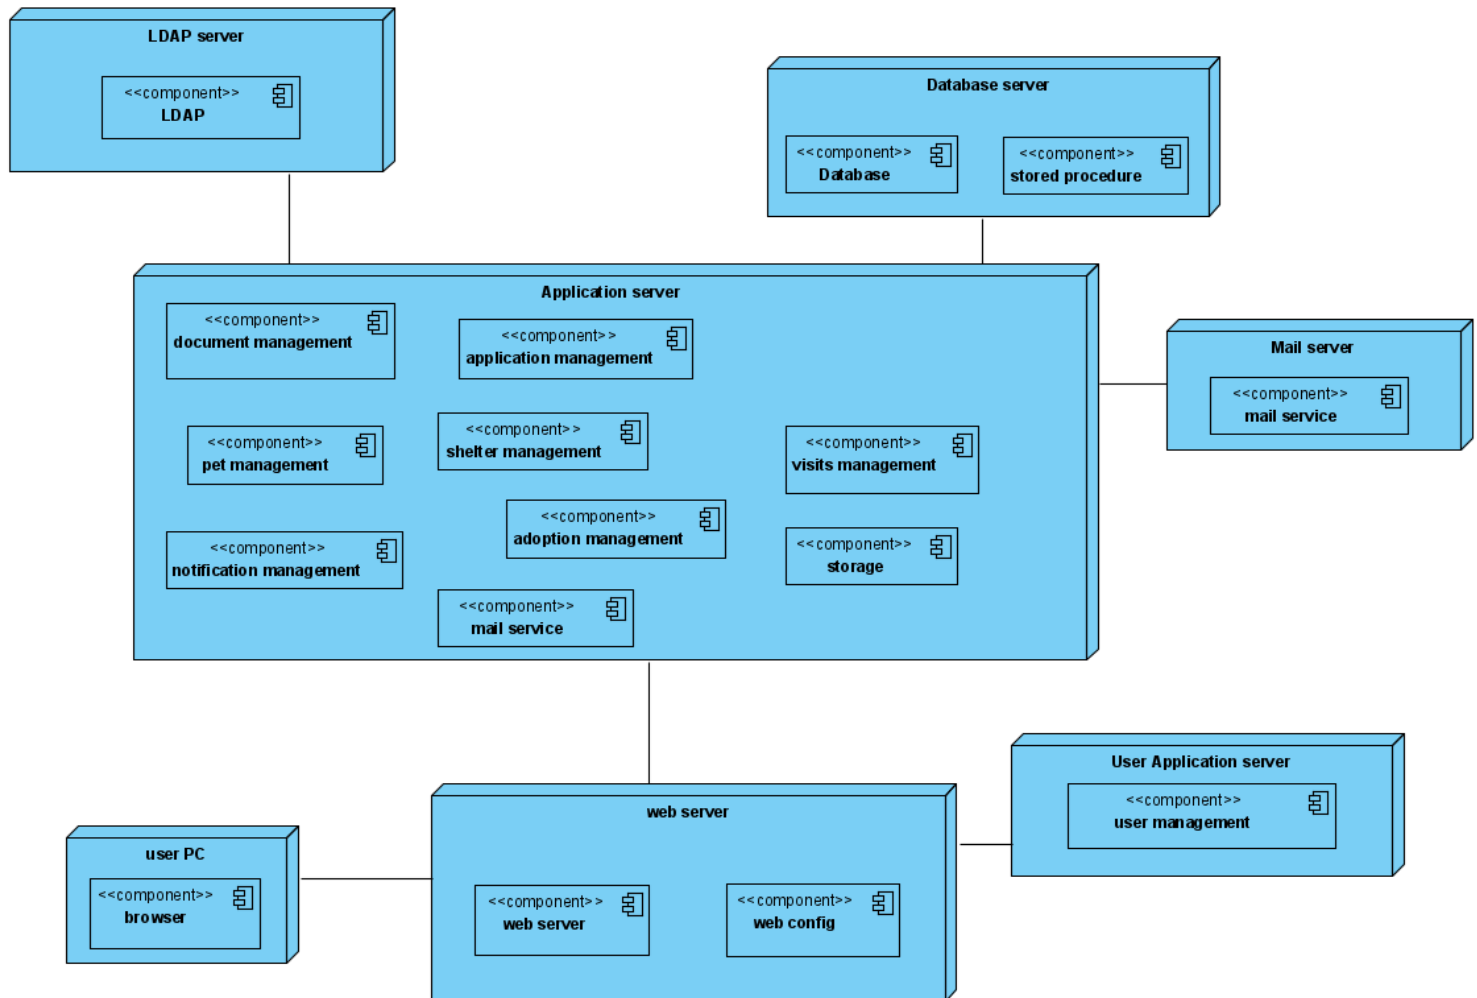 LDAP server
<<component>>
LDAP
Database server
<<component>>
Database
<<component>>
stored procedure
Application server
<<component>>
document management
<<component>>
application management
<<component>>
pet management
<<component>>
shelter management
<<component>>
visits management
<<component>>
adoption management
<<component>>
notification management
<<component>>
storage
<<component>>
mail service
Mail server
<<component>>
mail service
User Application server
<<component>>
user management
web server
<<component>>
web server
<<component>>
web config
user PC
<<component>>
browser